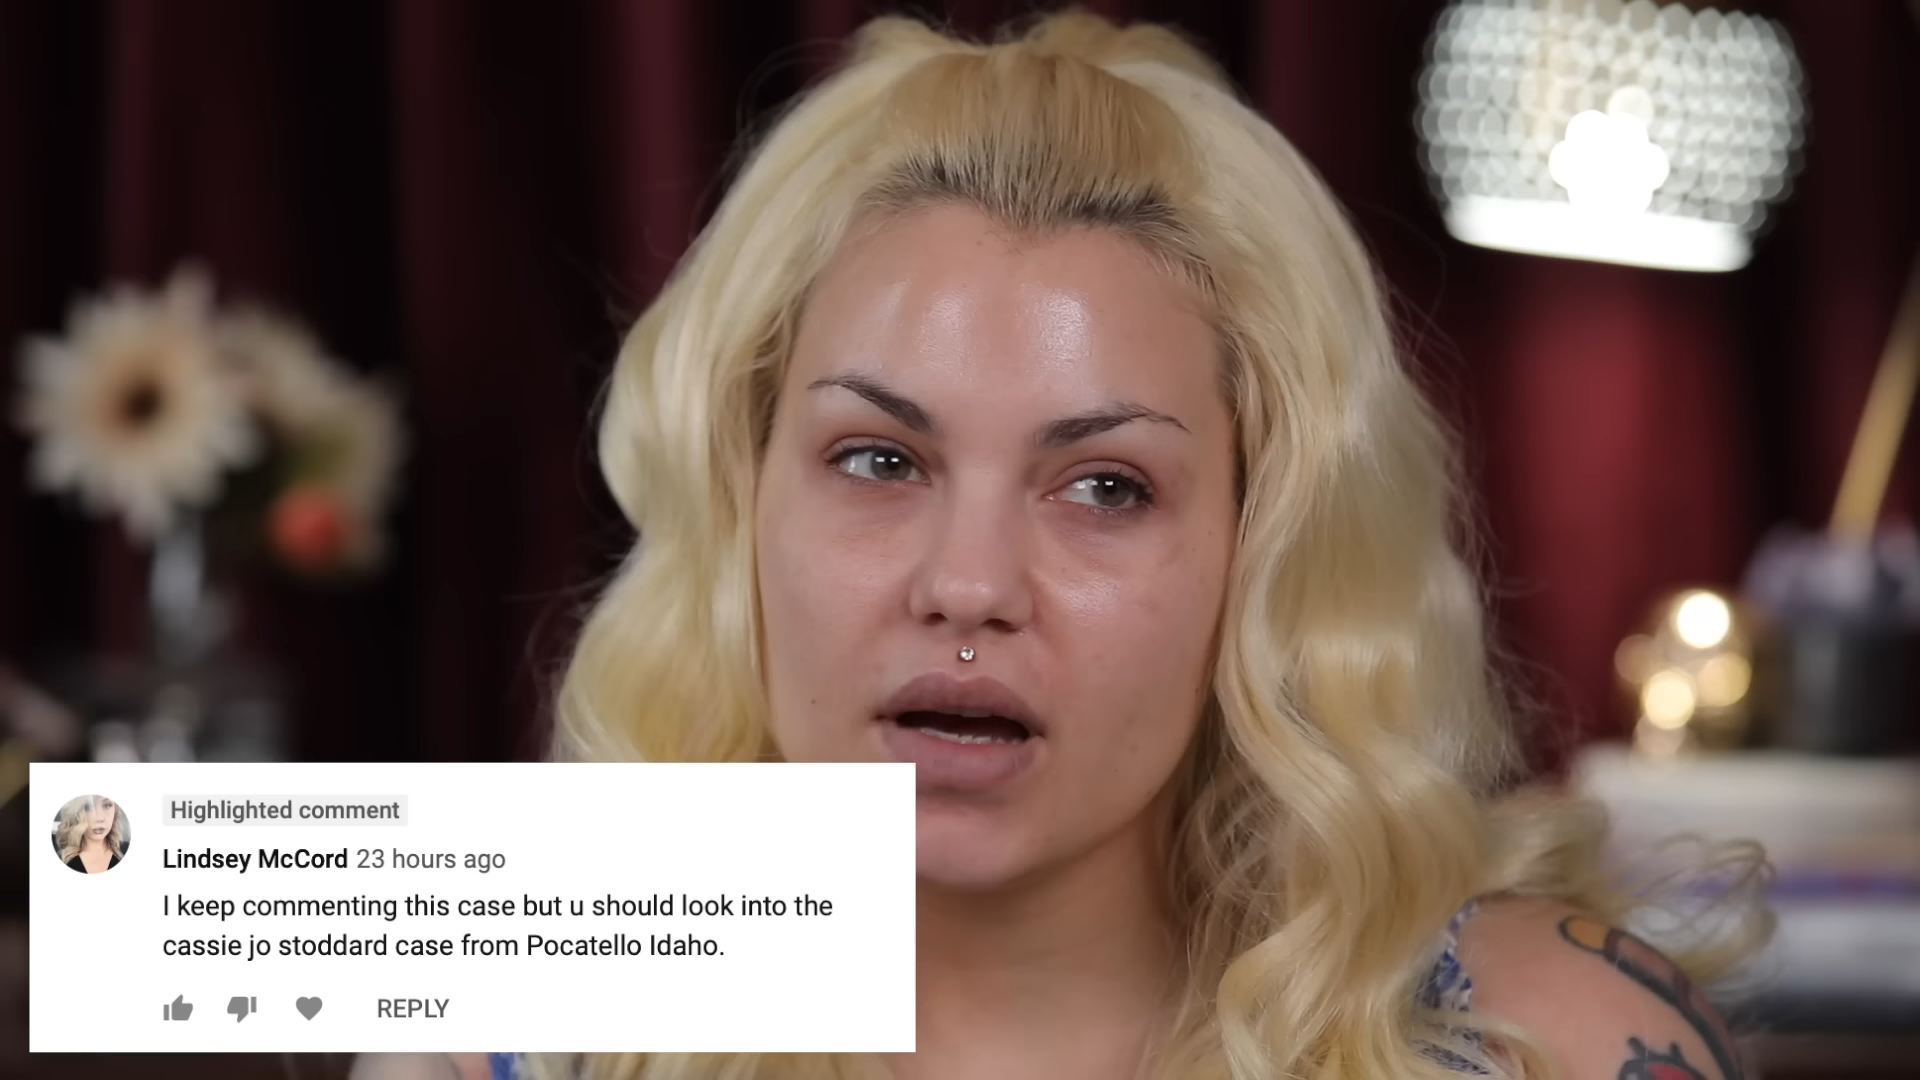 Highlighted comment
Lindsey McCord 23 hours ago
I keep commenting this case but u should look into the
cassie jo stoddard case from Pocatello Idaho.
REPLY